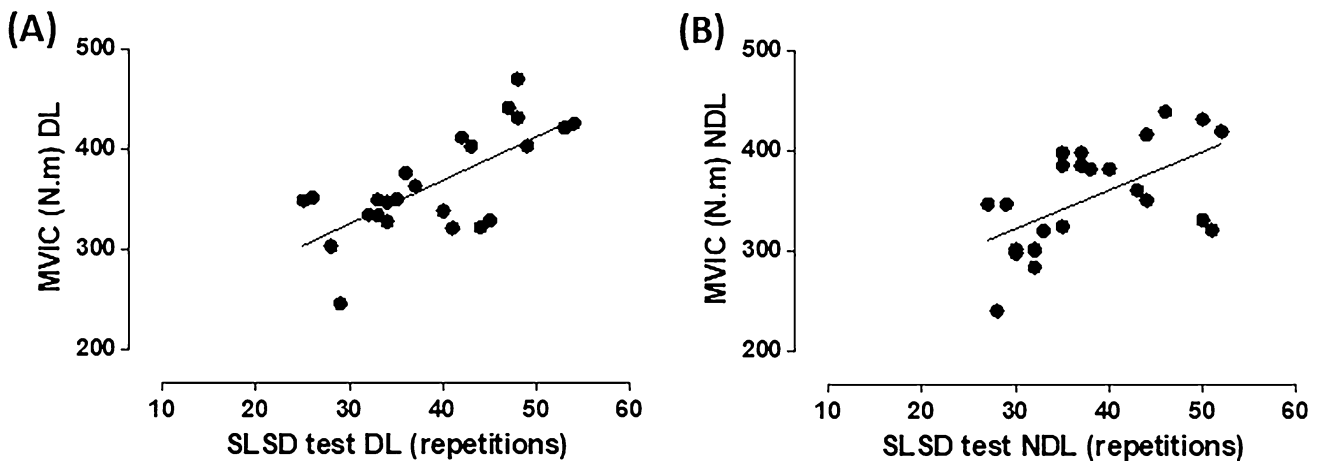 (A)
MVIC (N.m) DL
500
400
300
200
10 20 30 40 50 60
SLSD test DL (repetitions)
(B)
MVIC (N.m) NDL
500
400
300
200
10 20 30 40 50 60
SLSD test NDL (repetitions)